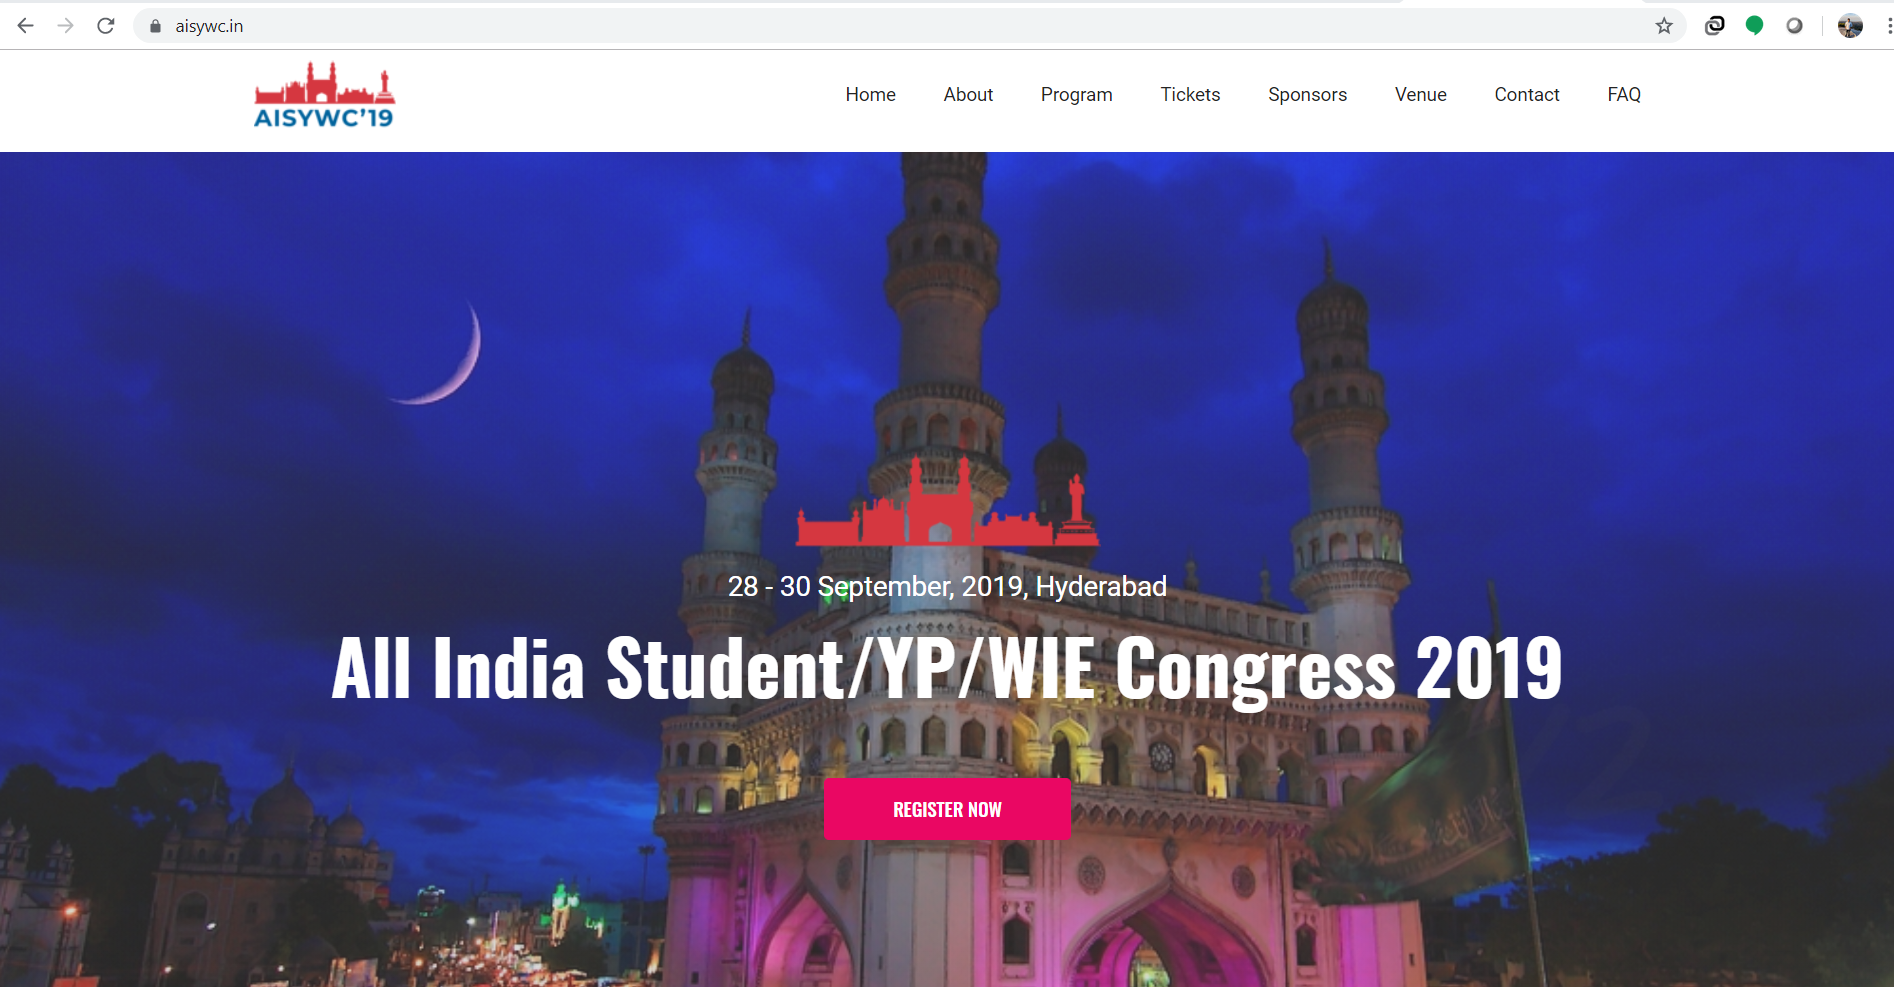 aisywc.in
AISYWC'19
Home About Program Tickets Sponsors Venue Contact FAQ
28 - 30 September, 2019, Hyderabad
All India Student/YP/WIE Congress 2019
REGISTER NOW